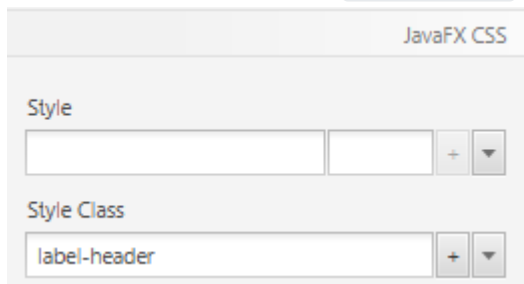 JavaFX CSS
Style
+
Style Class
label-header
+